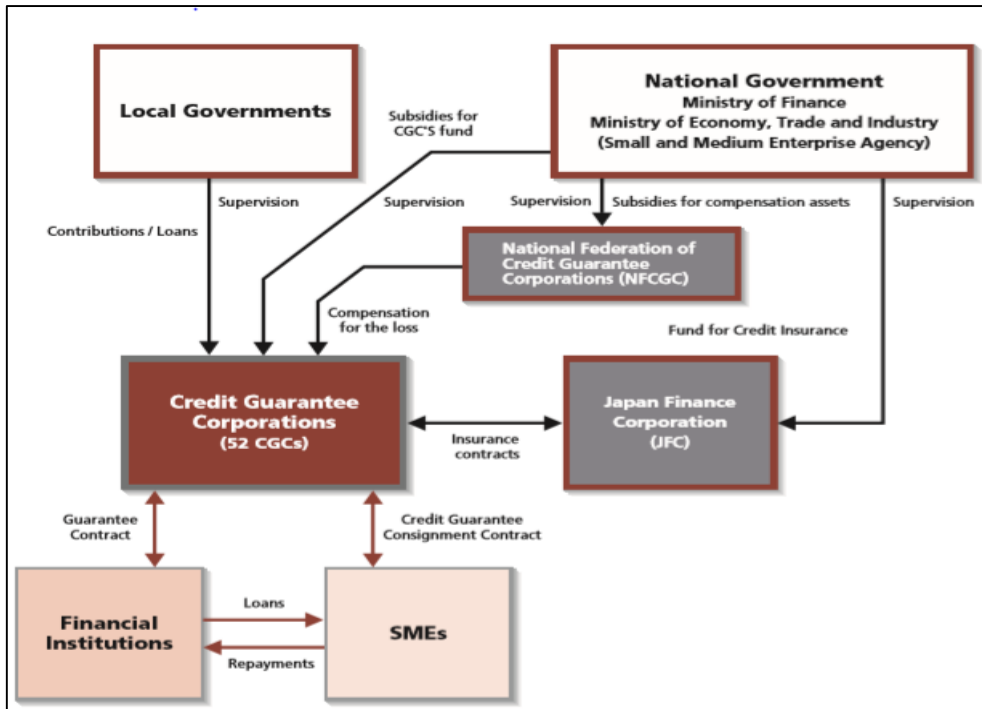 Local Governments
National Government
Ministry of Finance
Ministry of Economy, Trade and Industry
(Small and Medium Enterprise Agency)
Subsidies for
CGC'S fund
Supervision
Contributions / Loans
Supervision
Supervision
Subsidies for compensation assets
Supervision
National Federation of
Credit Guarantee
Corporations (NFCGC)
Compensation
for the loss
Fund for Credit Insurance
Credit Guarantee
Corporations
(52 CGCs)
Insurance
contracts
Japan Finance
Corporation
(JFC)
Guarantee
Contract
Credit Guarantee
Consignment Contract
Financial
Institutions
Loans
Repayments
SMEs